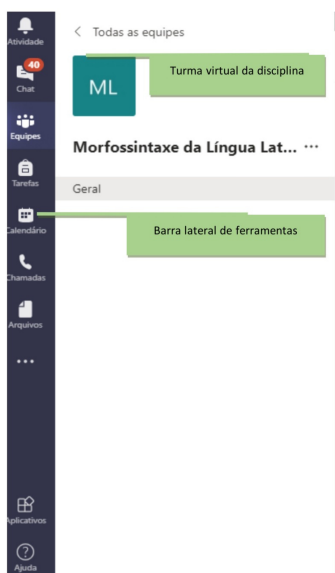 Atividade
40
Chat
Equipes
Tarefas
Calendário
Chamadas
Arquivos
...
Aplicativos
Ajuda
< Todas as equipes
Turma virtual da disciplina
ML
Morfossintaxe da Língua Lat... ...
Geral
Barra lateral de ferramentas